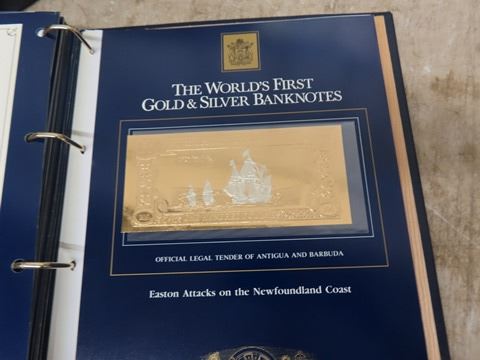 THE WORLD'S FIRST
GOLD & SILVER BANKNOTES
OFFICIAL LEGAL TENDER OF ANTIGUA AND BARBUDA
Easton Attacks on the Newfoundland Coast